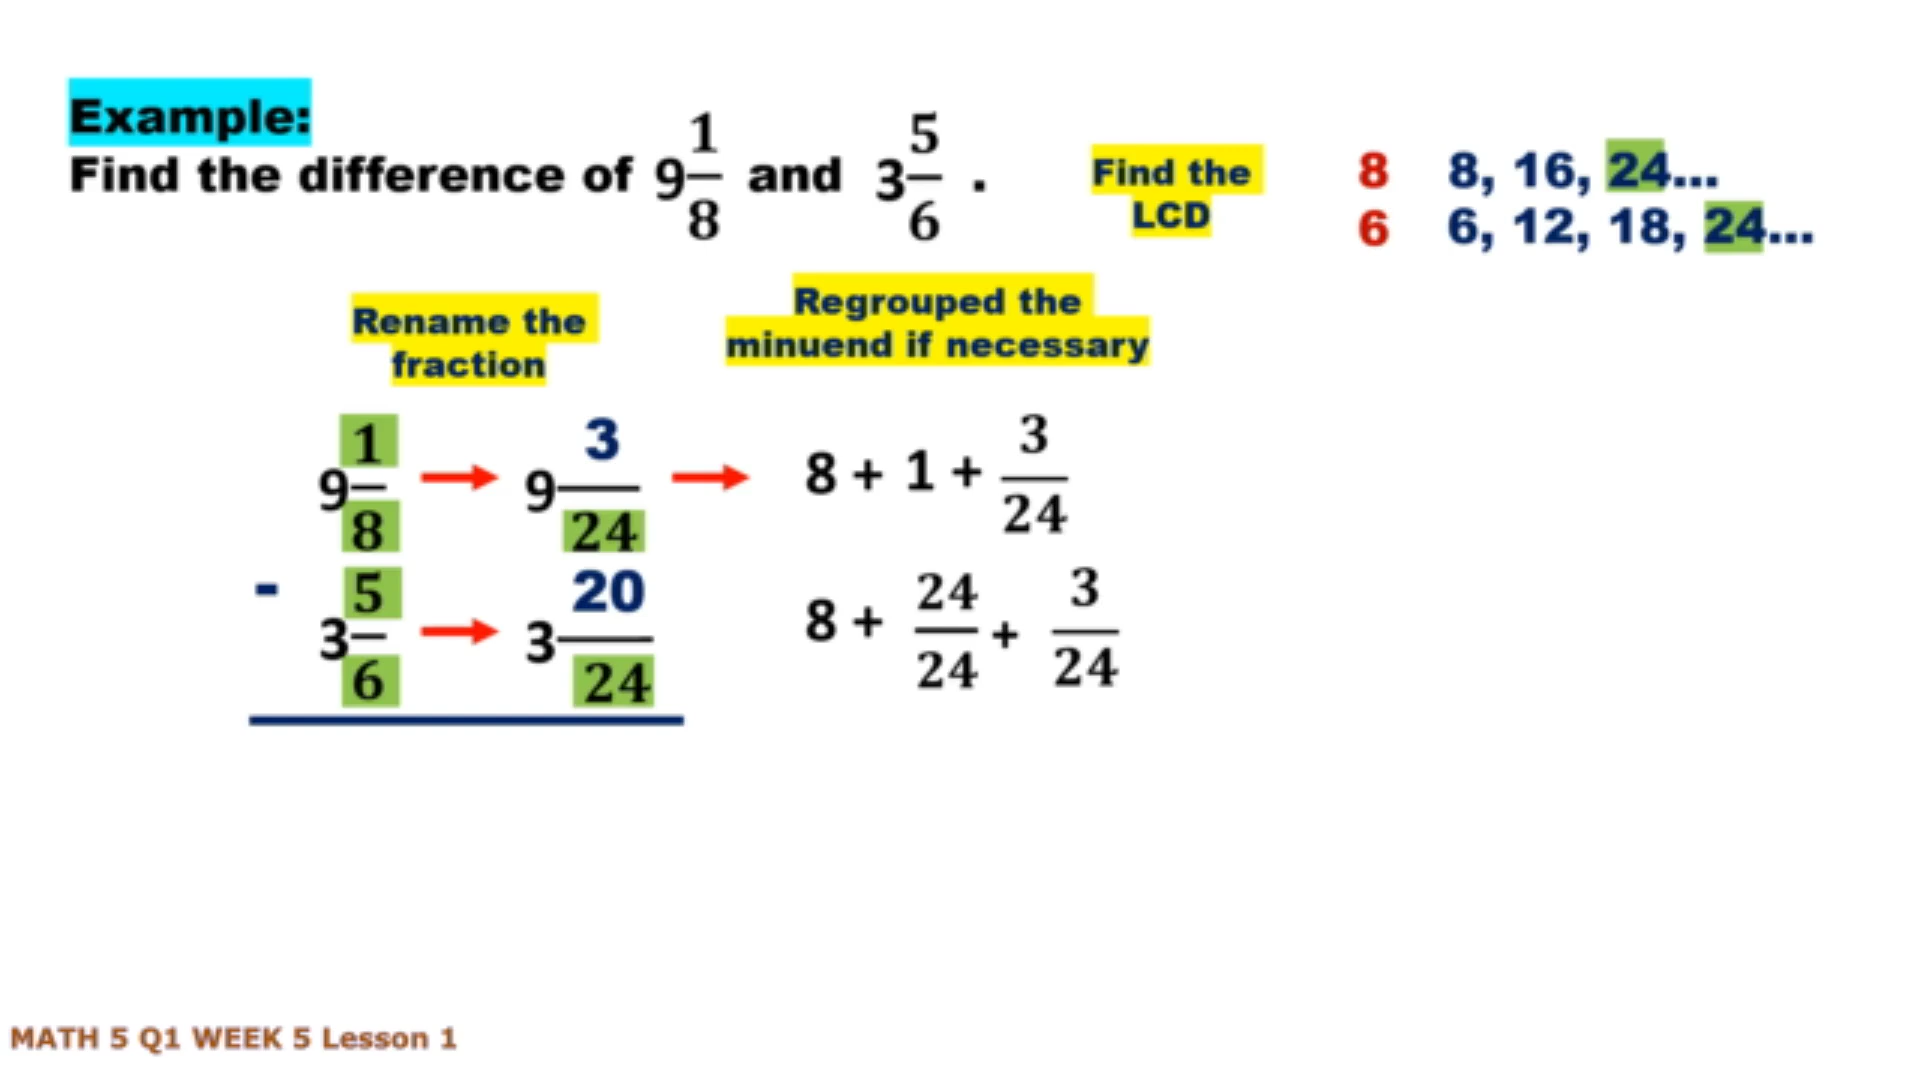 Example:
Find the difference of 9 1/8 and 3 5/6 .
Find the
LCD
8 8, 16, 24...
6 6, 12, 18, 24...
Rename the
fraction
Regrouped the
minuend if necessary
9 1/8 → 9 3/24 → 8 + 1 + 3/24
- 3 5/6 → 3 20/24
8 + 24/24 + 3/24
MATH 5 Q1 WEEK 5 Lesson 1